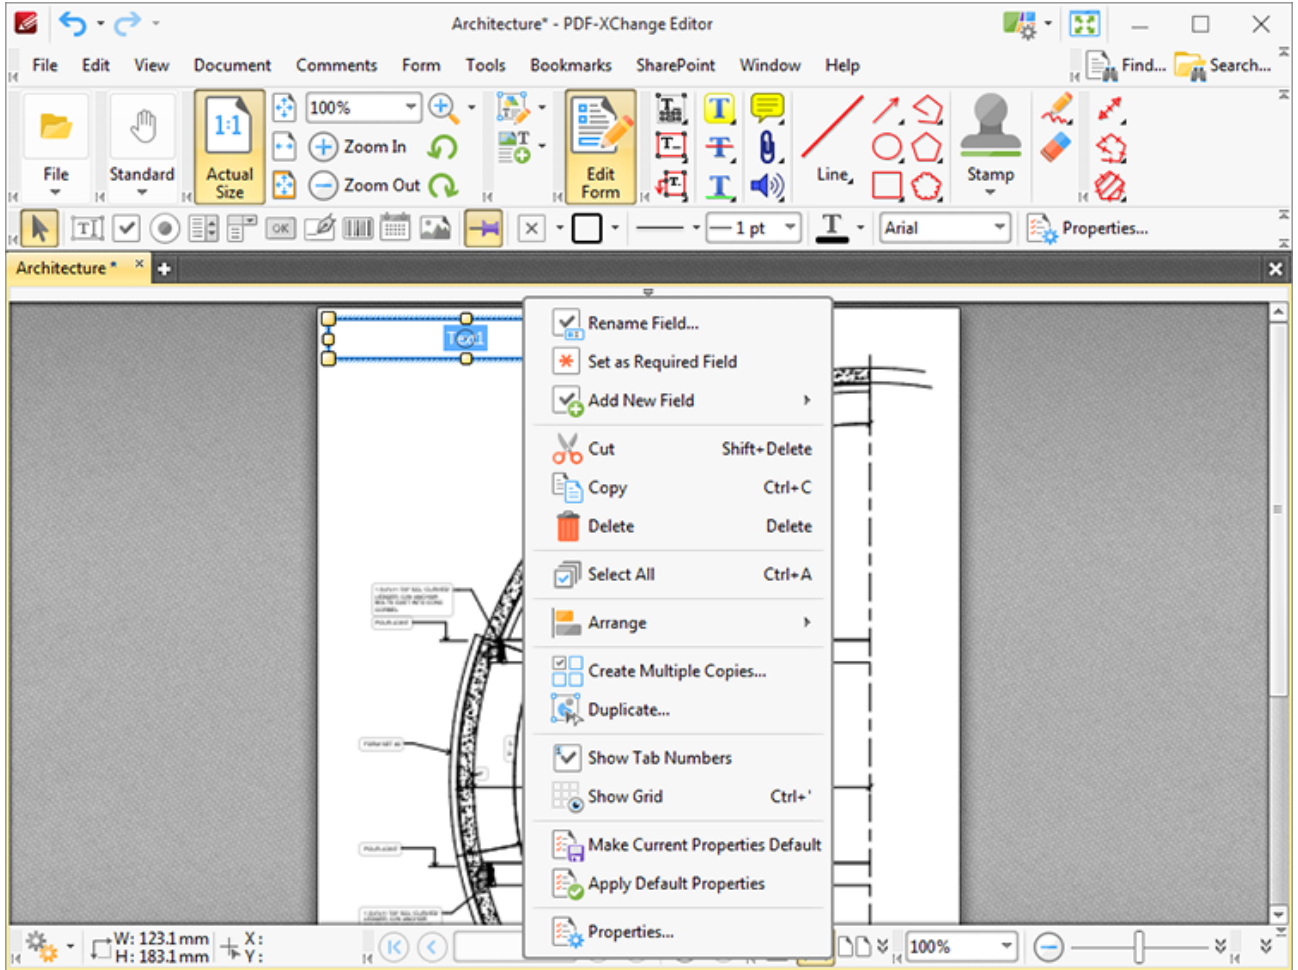 Architecture* - PDF-XChange Editor
File Edit View Document Comments Form Tools Bookmarks SharePoint Window Help Find... Search...
File
Standard
1:1
Actual Size
100%
Zoom In
Zoom Out
Edit Form
Line
Stamp
OK
1 pt
Arial
Properties...
Architecture *
Text1
Rename Field...
Set as Required Field
Add New Field
Cut Shift+Delete
Copy Ctrl+C
Delete Delete
Select All Ctrl+A
Arrange
Create Multiple Copies...
Duplicate...
Show Tab Numbers
Show Grid Ctrl+'
Make Current Properties Default
Apply Default Properties
Properties...
W: 123.1 mm X:
H: 183.1 mm Y:
100%